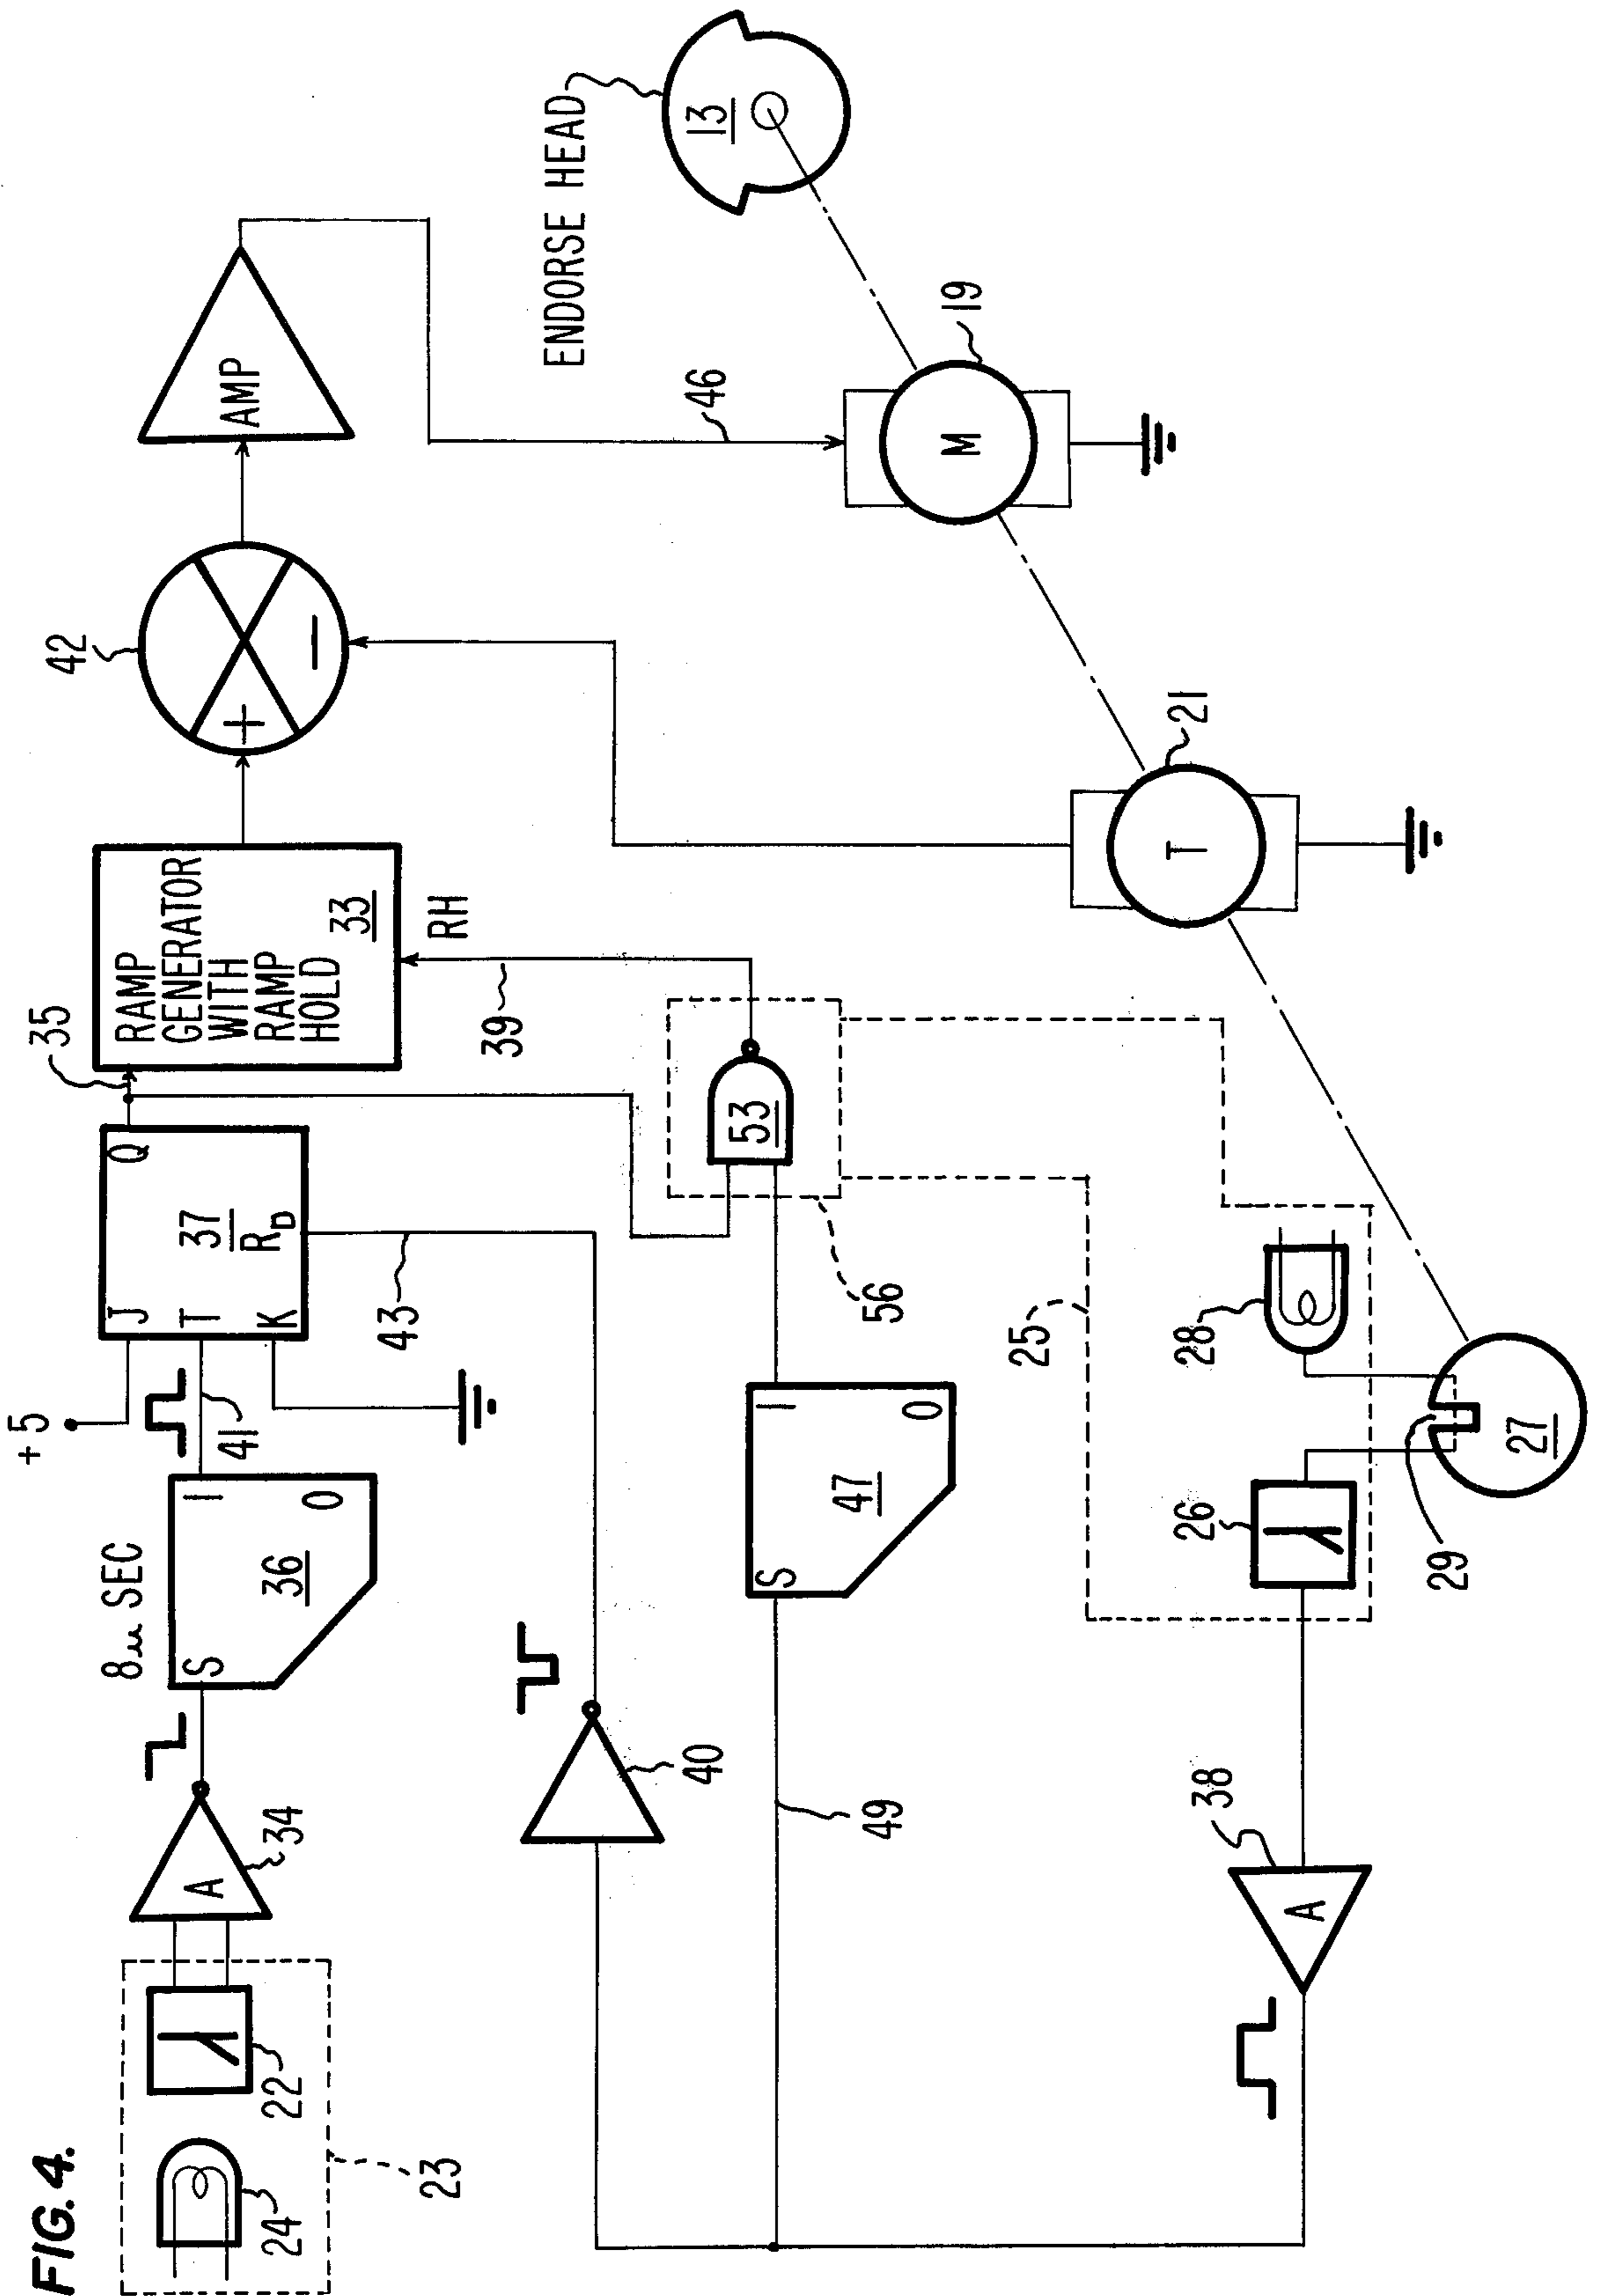 FIG. 4.
24
23
22
A
34
8μ SEC
S
36
I
O
+5
41
J
T
K
37
Q
R_D
43
35
RAMP
GENERATOR
WITH
RAMP
HOLD
33
RH
39
42
+
−
AMP
46
ENDORSE HEAD
13
M
19
T
21
40
49
S
47
I
O
53
56
25
28
26
29
27
38
A